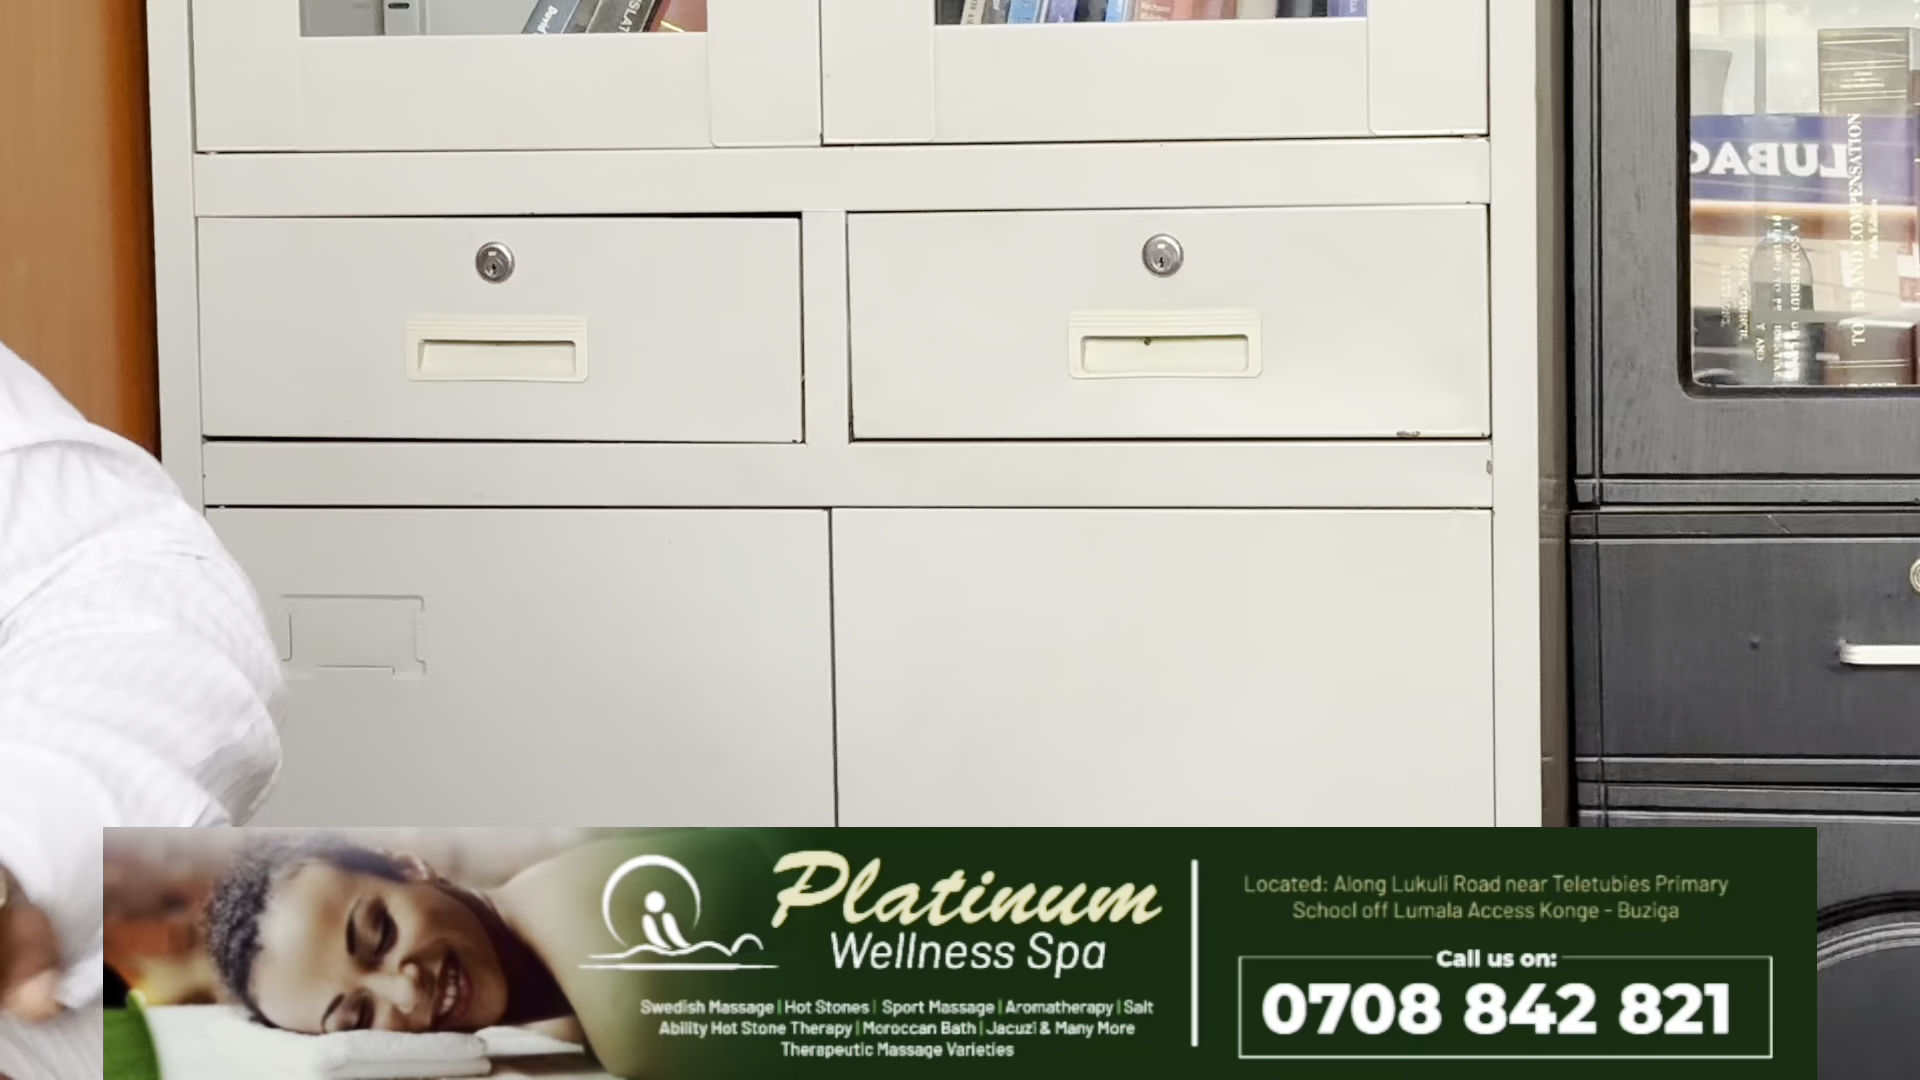 LUBAG
TORTS AND COMPENSATION
Platinum
Wellness Spa
Swedish Massage | Hot Stones | Sport Massage | Aromatherapy | Salt
Ability Hot Stone Therapy | Moroccan Bath | Jacuzi & Many More
Therapeutic Massage Varieties
Located: Along Lukuli Road near Teletubies Primary
School off Lumala Access Konge - Buziga
Call us on:
0708 842 821